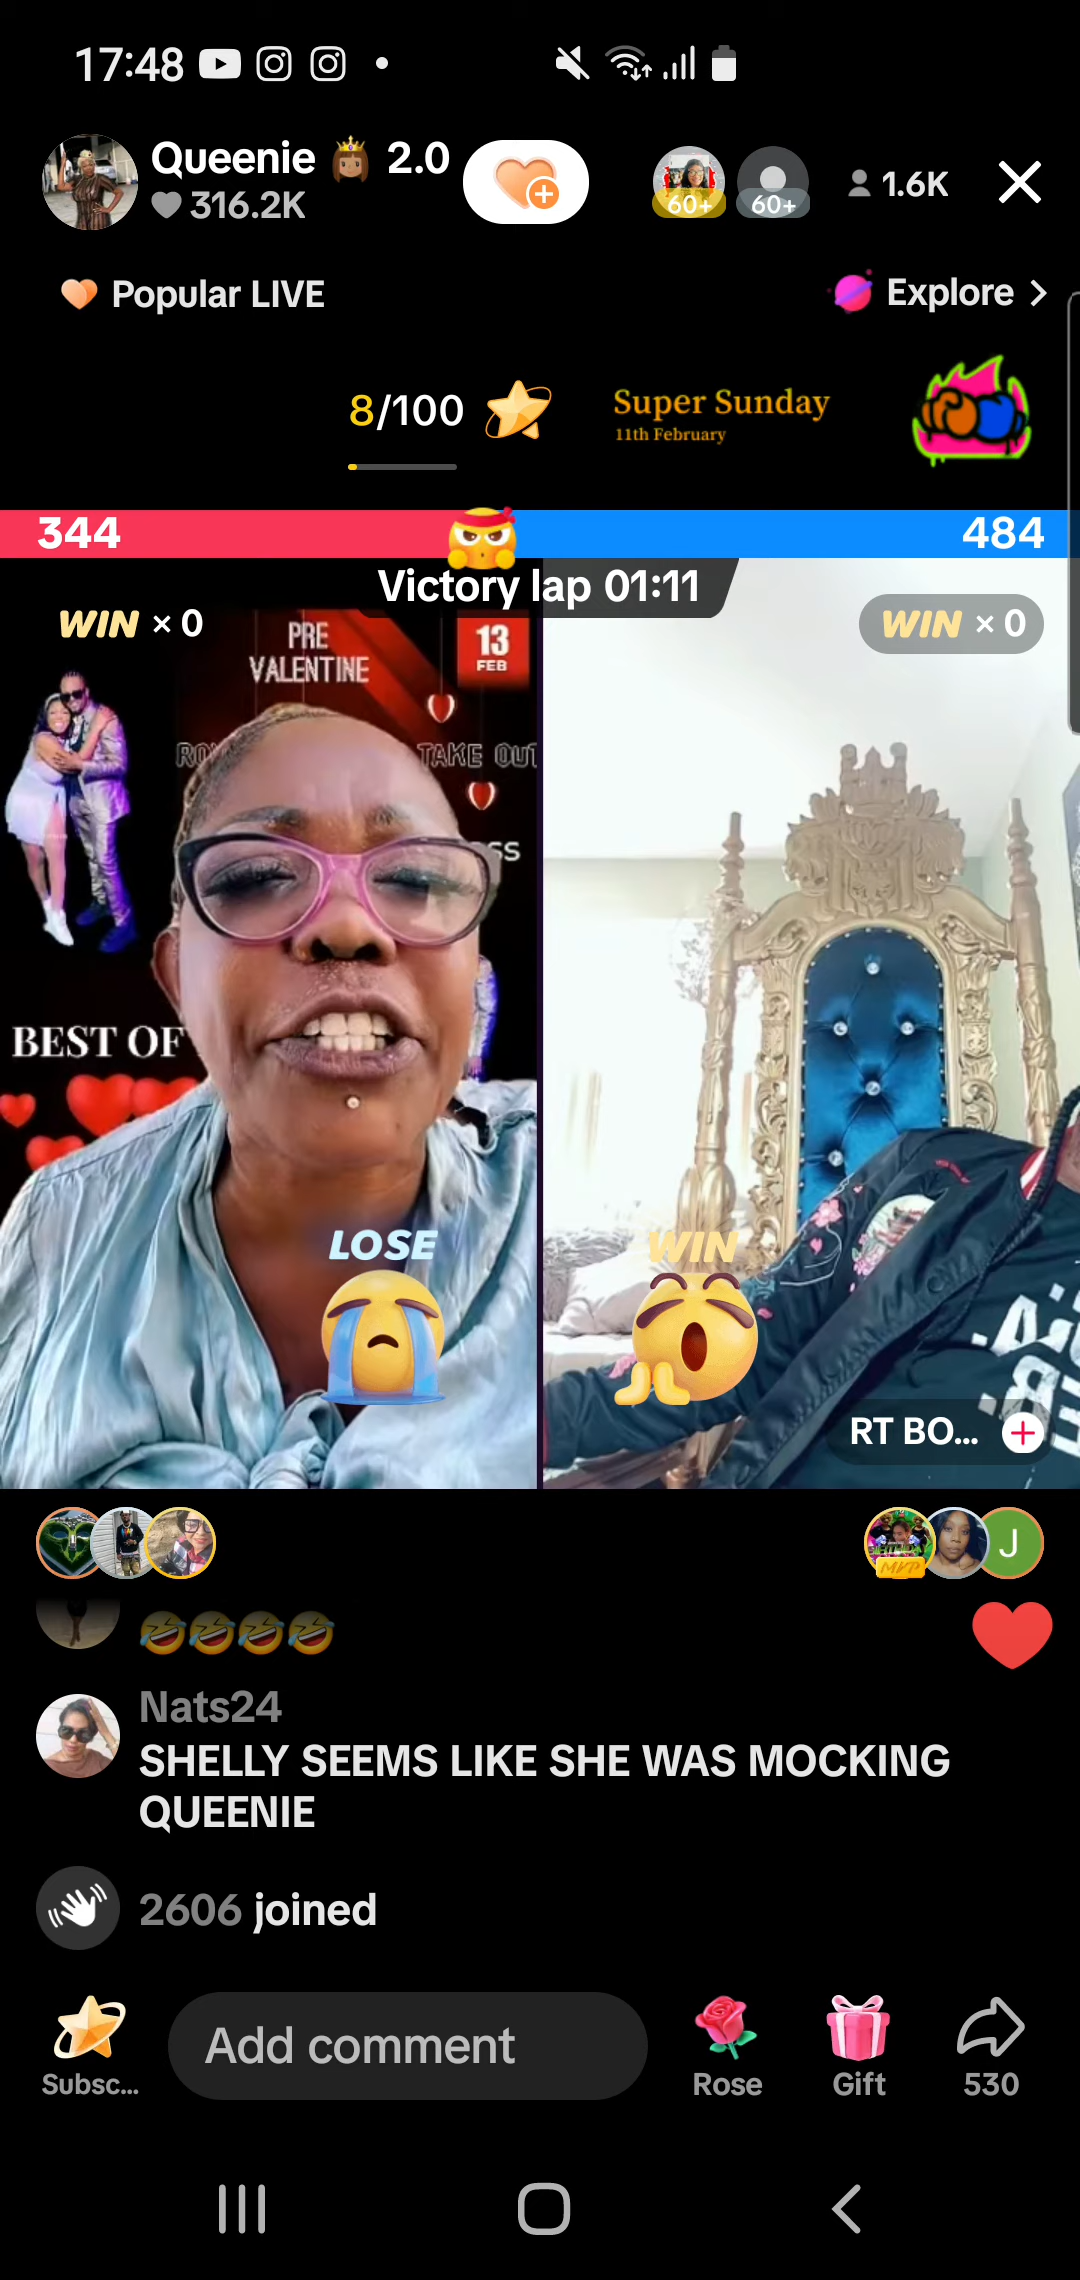 17:48
Queenie 2.0
316.2K
60+
60+
1.6K
Popular LIVE
Explore
8/100
Super Sunday
11th February
344
484
Victory lap 01:11
WIN × 0
WIN × 0
PRE
VALENTINE
13
FEB
TAKE OUT
SS
BEST OF
LOSE
WIN
RT BO...
MVP
J
Nats24
SHELLY SEEMS LIKE SHE WAS MOCKING
QUEENIE
2606 joined
Subsc...
Add comment
Rose
Gift
530